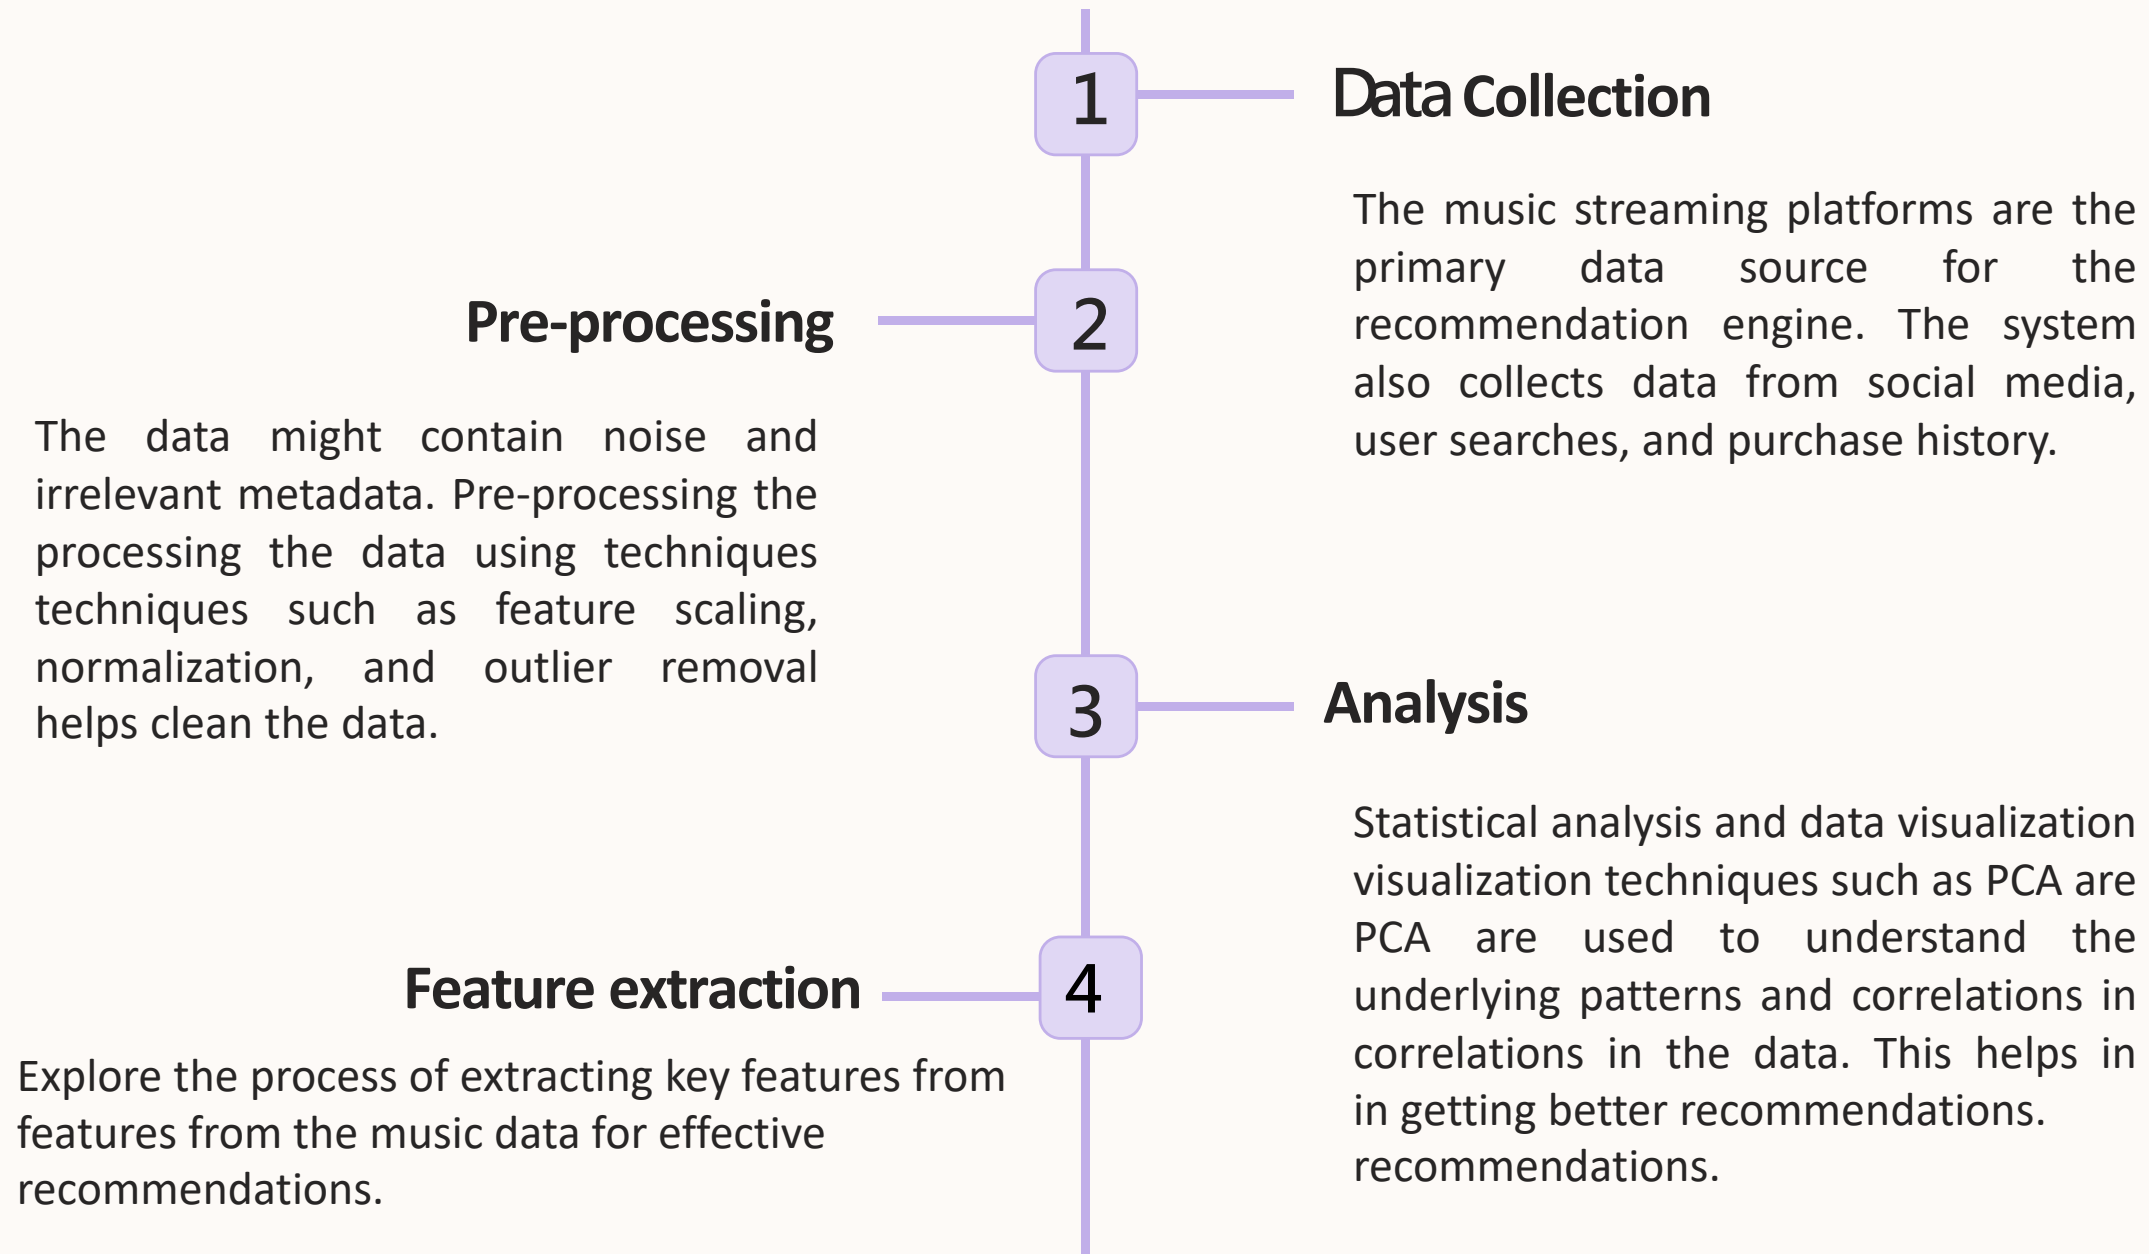 1
Data Collection
The music streaming platforms are the
primary data source for the
recommendation engine. The system
also collects data from social media,
user searches, and purchase history.
2
Pre-processing
The data might contain noise and
irrelevant metadata. Pre-processing the
processing the data using techniques
techniques such as feature scaling,
normalization, and outlier removal
helps clean the data.
3
Analysis
Statistical analysis and data visualization
visualization techniques such as PCA are
PCA are used to understand the
underlying patterns and correlations in
correlations in the data. This helps in
in getting better recommendations.
recommendations.
4
Feature extraction
Explore the process of extracting key features from
features from the music data for effective
recommendations.